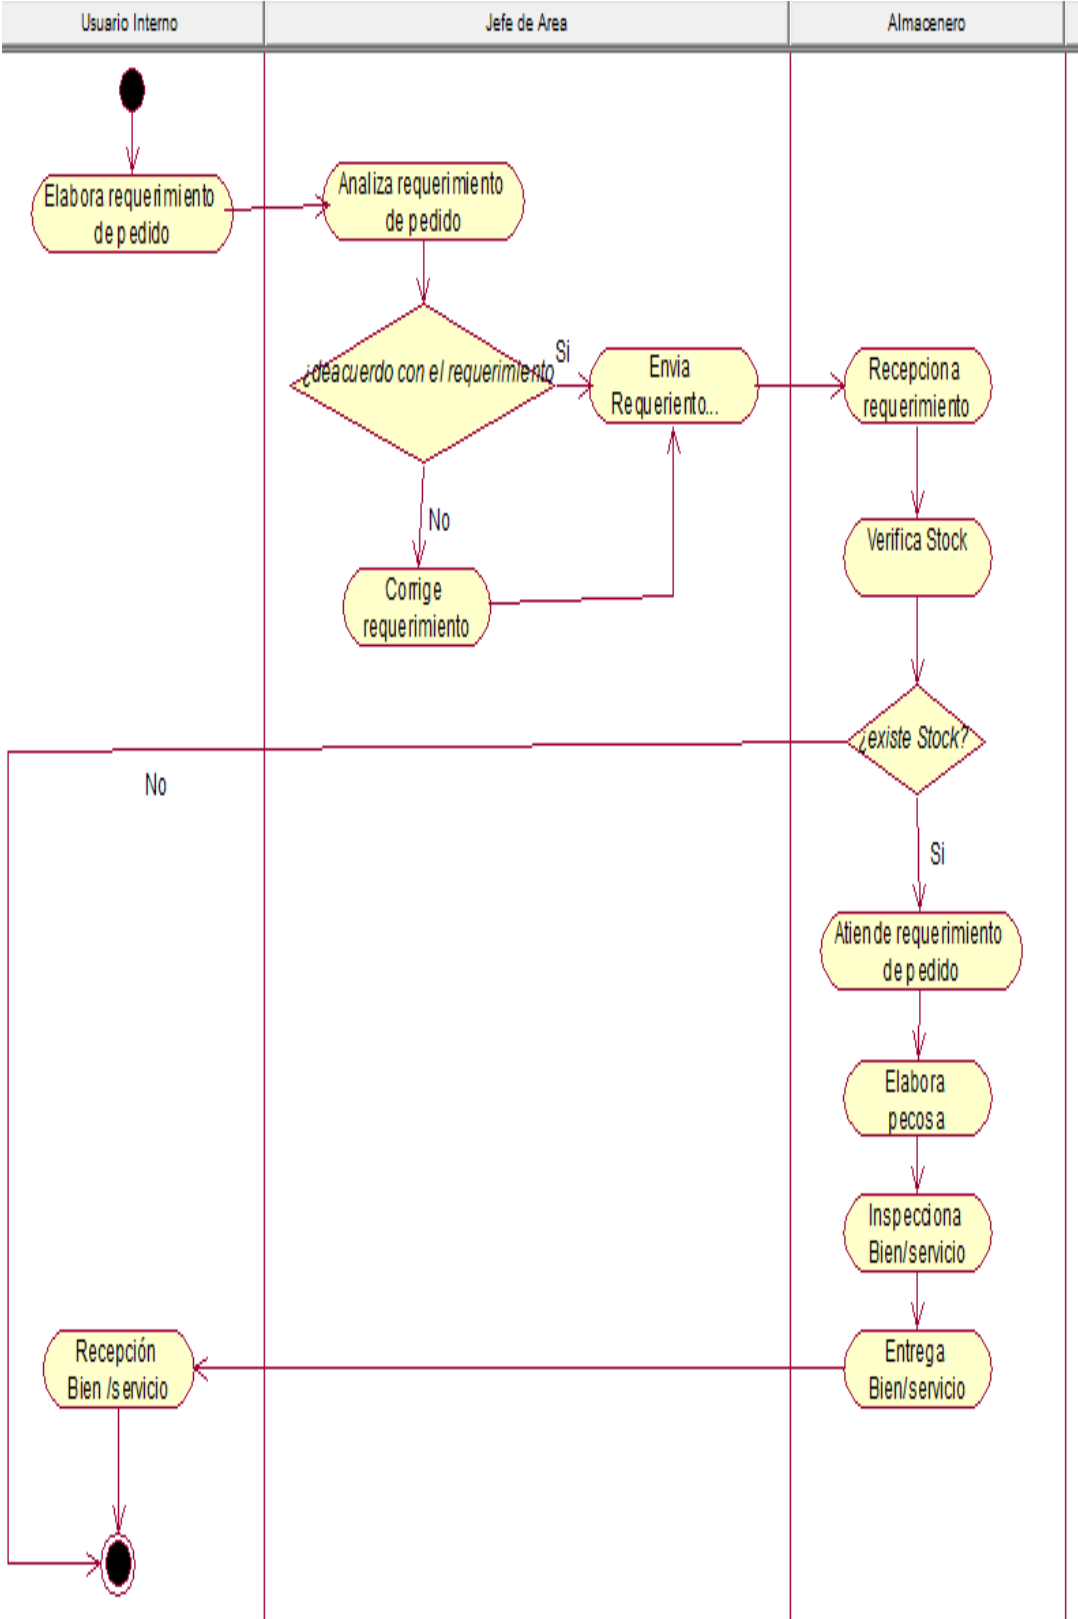 Usuario Interno
Jefe de Area
Almacenero
Elabora requerimiento
de pedido
Analiza requerimiento
de pedido
¿deacuerdo con el requerimiento
Si
Envia
Requeriento...
Recepciona
requerimiento
No
Corrige
requerimiento
Verifica Stock
¿existe Stock?
No
Si
Atiende requerimiento
de pedido
Elabora
pecosa
Inspecciona
Bien/servicio
Entrega
Bien/servicio
Recepción
Bien /servicio